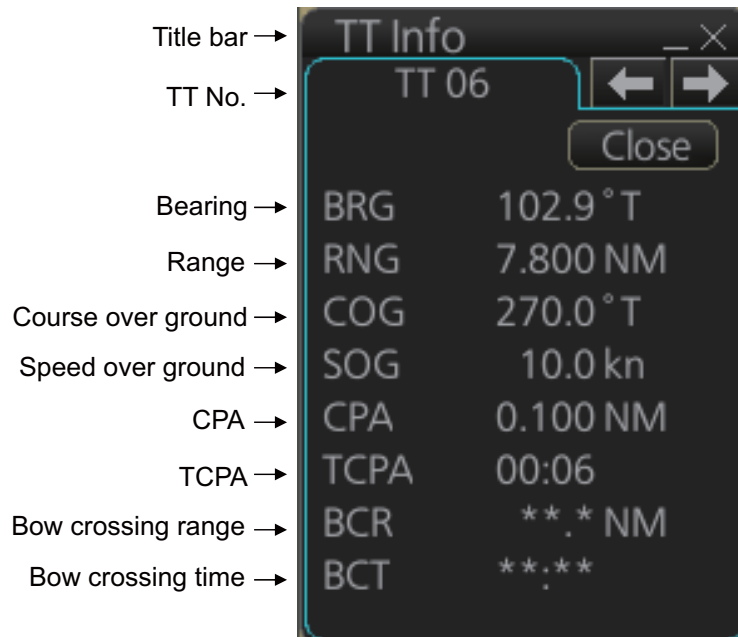 Title bar TT Info
TT No. TT 06
Close
Bearing BRG 102.9°T
Range RNG 7.800 NM
Course over ground COG 270.0°T
Speed over ground SOG 10.0 kn
CPA CPA 0.100 NM
TCPA TCPA 00:06
Bow crossing range BCR **.* NM
Bow crossing time BCT **:**